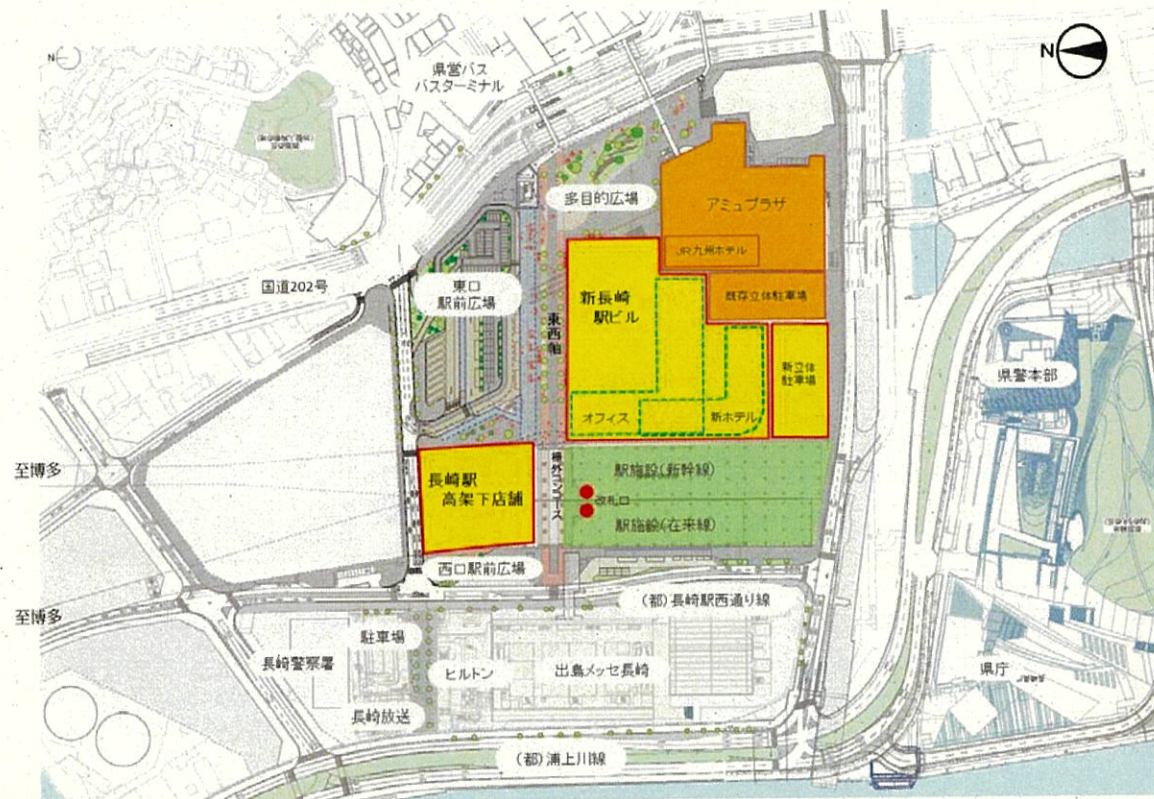 N
N
県営バス
バスターミナル
多目的広場
アミュプラザ
JR九州ホテル
国道202号
東口
駅前広場
東西軸
新長崎
駅ビル
既存立体駐車場
新立体
駐車場
県警本部
オフィス
新ホテル
至博多
長崎駅
高架下店舗
駅施設(新幹線)
改札口
駅施設(在来線)
西口駅前広場
(都)長崎駅西通り線
至博多
駐車場
長崎警察署
ヒルトン
出島メッセ長崎
県庁
長崎放送
(都)浦上川線